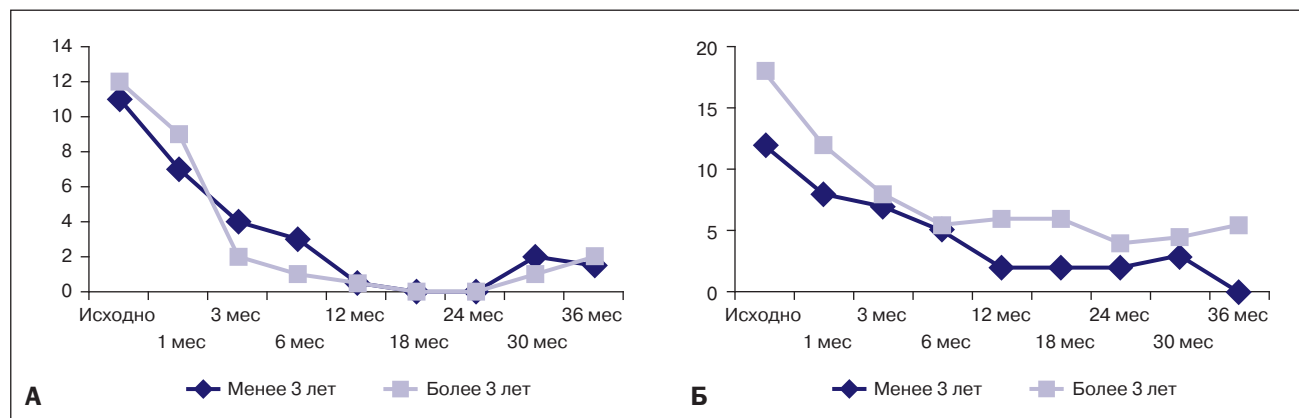 14
12
10
8
6
4
2
0
Исходно 3 мес 12 мес 24 мес 36 мес
1 мес 6 мес 18 мес 30 мес
А Менее 3 лет Более 3 лет
20
15
10
5
0
Исходно 3 мес 12 мес 24 мес 36 мес
1 мес 6 мес 18 мес 30 мес
Б Менее 3 лет Более 3 лет